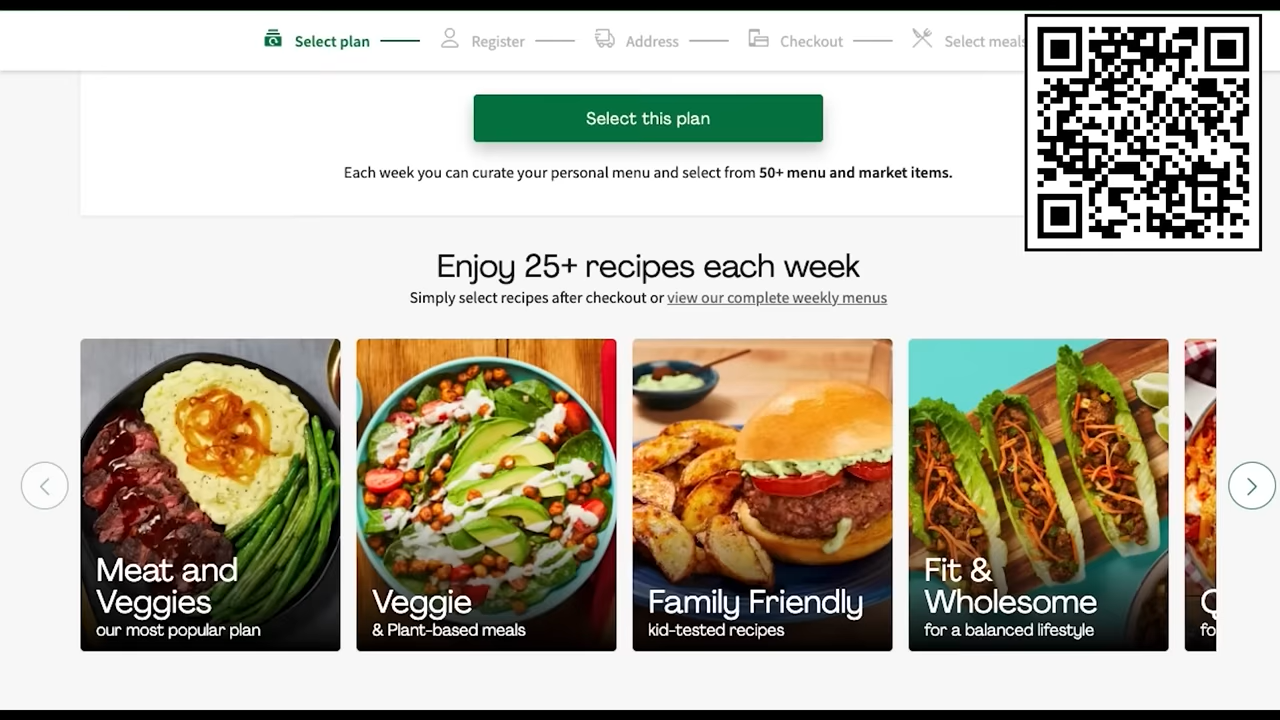 Select plan
Register
Address
Checkout
Select meals
Select this plan
Each week you can curate your personal menu and select from 50+ menu and market items.
Enjoy 25+ recipes each week
Simply select recipes after checkout or view our complete weekly menus
Meat and
Veggies
our most popular plan
Veggie
& Plant-based meals
Family Friendly
kid-tested recipes
Fit &
Wholesome
for a balanced lifestyle